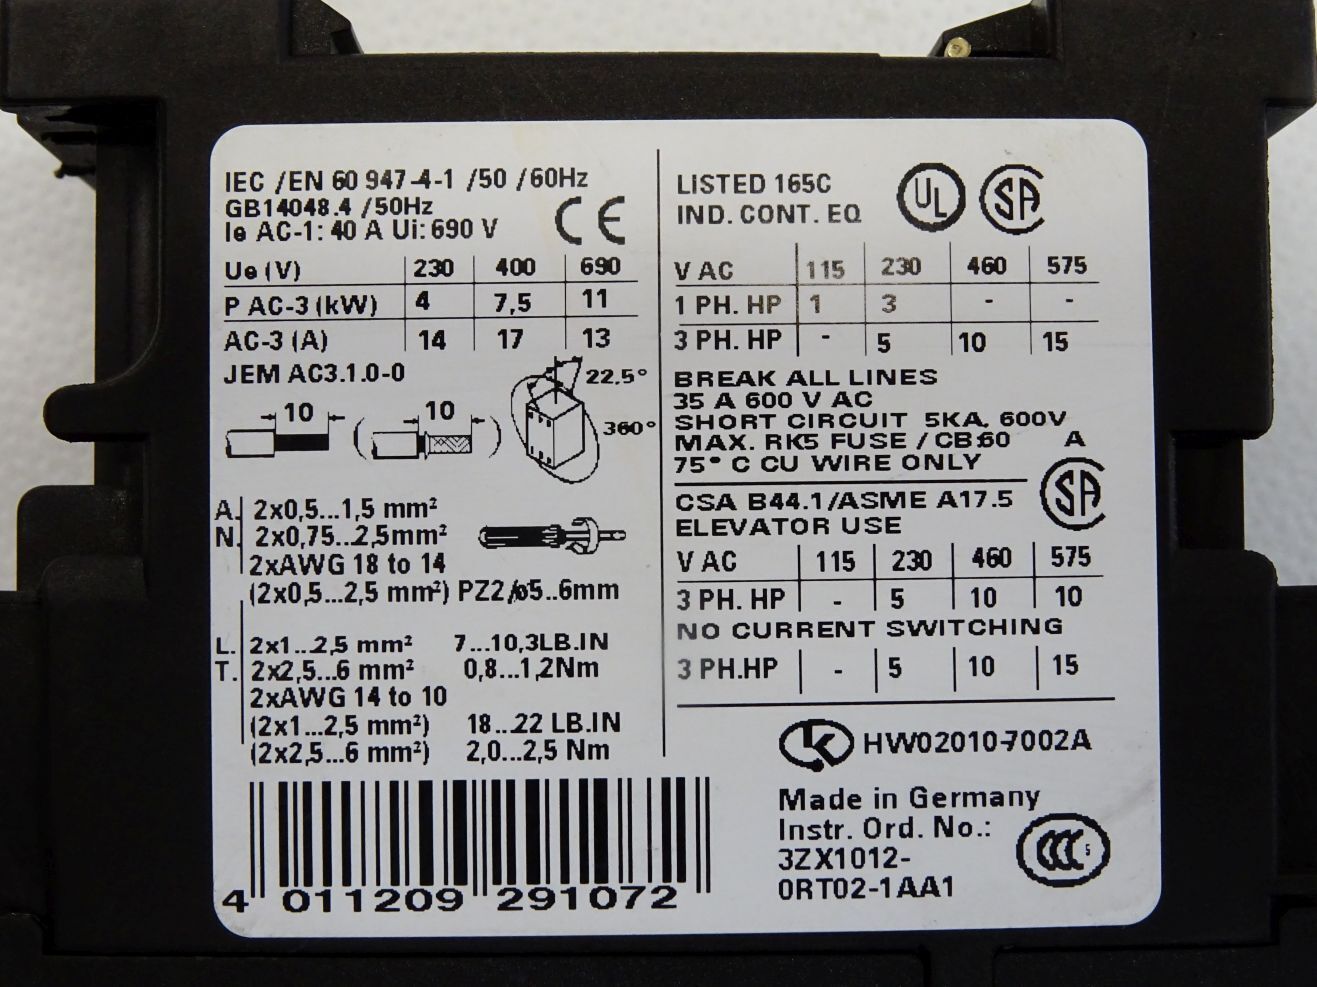 IEC /EN 60 947-4-1 /50 /60Hz
GB14048.4 /50Hz
Ie AC-1: 40 A Ui: 690 V
CE
Ue (V) 230 400 690
P AC-3 (kW) 4 7,5 11
AC-3 (A) 14 17 13
JEM AC3.1.0-0
22.5°
10 10
360°
A. 2x0,5...1,5 mm²
N. 2x0,75...2,5mm²
2xAWG 18 to 14
(2x0,5...2,5 mm²) PZ2/ø5..6mm
L. 2x1...2,5 mm² 7...10,3LB.IN
T. 2x2,5...6 mm² 0,8...1,2Nm
2xAWG 14 to 10
(2x1...2,5 mm²) 18...22 LB.IN
(2x2,5...6 mm²) 2,0...2,5 Nm
4 011209 291072
LISTED 165C
IND. CONT. EQ
UL SA
V AC 115 230 460 575
1 PH. HP 1 3 - -
3 PH. HP - 5 10 15
BREAK ALL LINES
35 A 600 V AC
SHORT CIRCUIT 5KA, 600V
MAX. RK5 FUSE / CB:60 A
75° C CU WIRE ONLY
CSA B44.1/ASME A17.5
ELEVATOR USE
SA
V AC 115 230 460 575
3 PH. HP - 5 10 10
NO CURRENT SWITCHING
3 PH.HP - 5 10 15
K HW02010-7002A
Made in Germany
Instr. Ord. No.:
3ZX1012-
0RT02-1AA1
CCC S